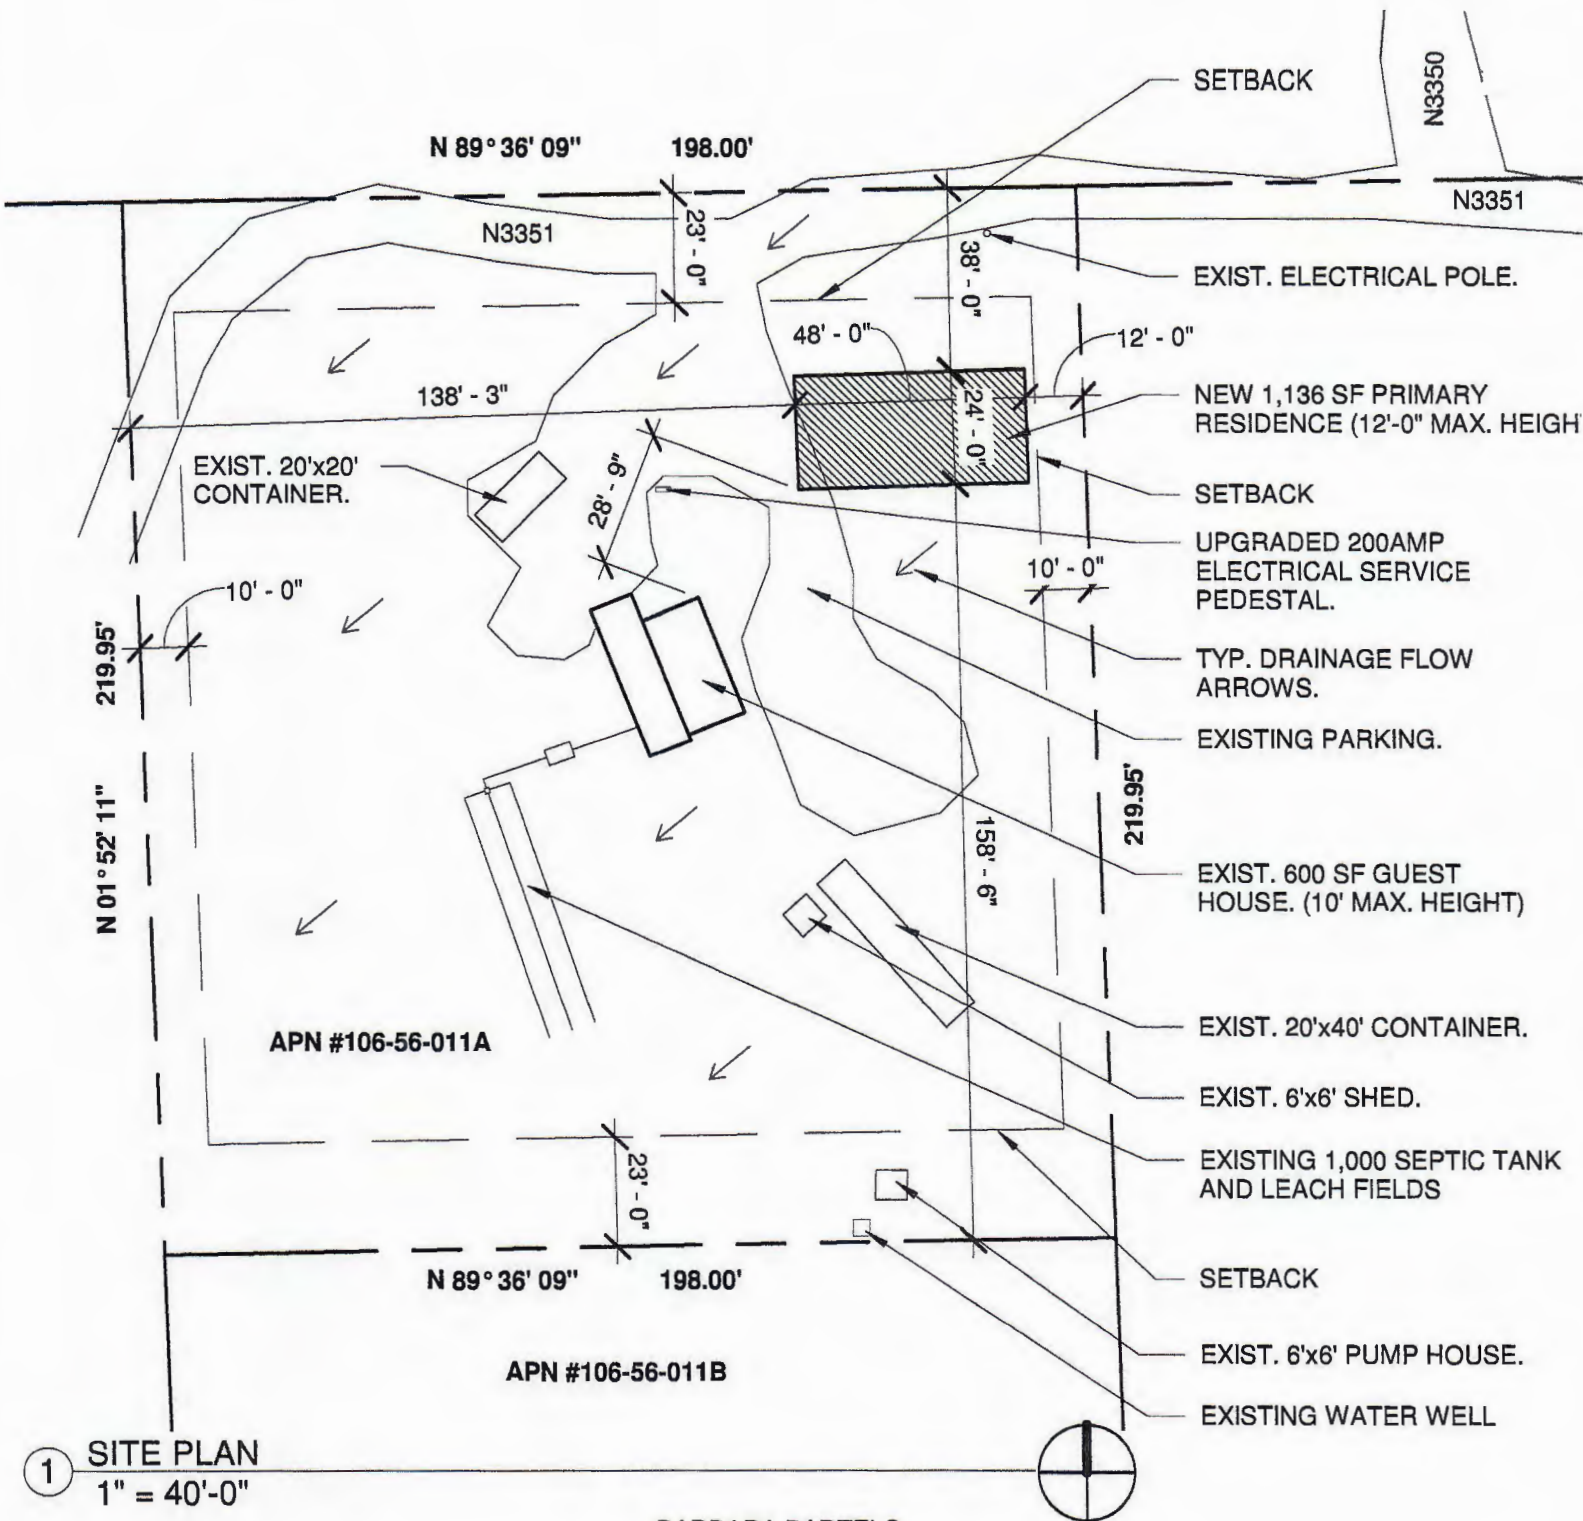 SETBACK
N3350
N 89° 36' 09" 198.00'
N3351
N3351
23' - 0"
38' - 0"
EXIST. ELECTRICAL POLE.
48' - 0"
12' - 0"
138' - 3"
24' - 0"
NEW 1,136 SF PRIMARY
RESIDENCE (12'-0" MAX. HEIGH
EXIST. 20'x20'
CONTAINER.
28' - 9"
SETBACK
UPGRADED 200AMP
ELECTRICAL SERVICE
PEDESTAL.
10' - 0"
10' - 0"
219.95'
TYP. DRAINAGE FLOW
ARROWS.
EXISTING PARKING.
N 01° 52' 11"
219.95'
158' - 6"
EXIST. 600 SF GUEST
HOUSE. (10' MAX. HEIGHT)
APN #106-56-011A
EXIST. 20'x40' CONTAINER.
EXIST. 6'x6' SHED.
23' - 0"
EXISTING 1,000 SEPTIC TANK
AND LEACH FIELDS
N 89° 36' 09" 198.00'
SETBACK
APN #106-56-011B
EXIST. 6'x6' PUMP HOUSE.
EXISTING WATER WELL
1 SITE PLAN
1" = 40'-0"